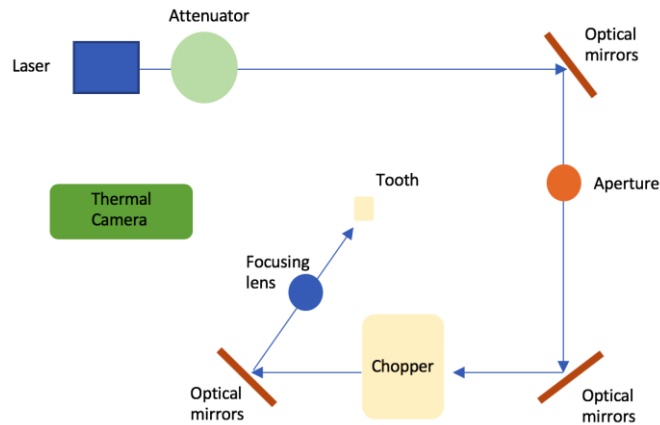 Attenuator
Laser
Optical
mirrors
Thermal
Camera
Tooth
Aperture
Focusing
lens
Chopper
Optical
mirrors
Optical
mirrors